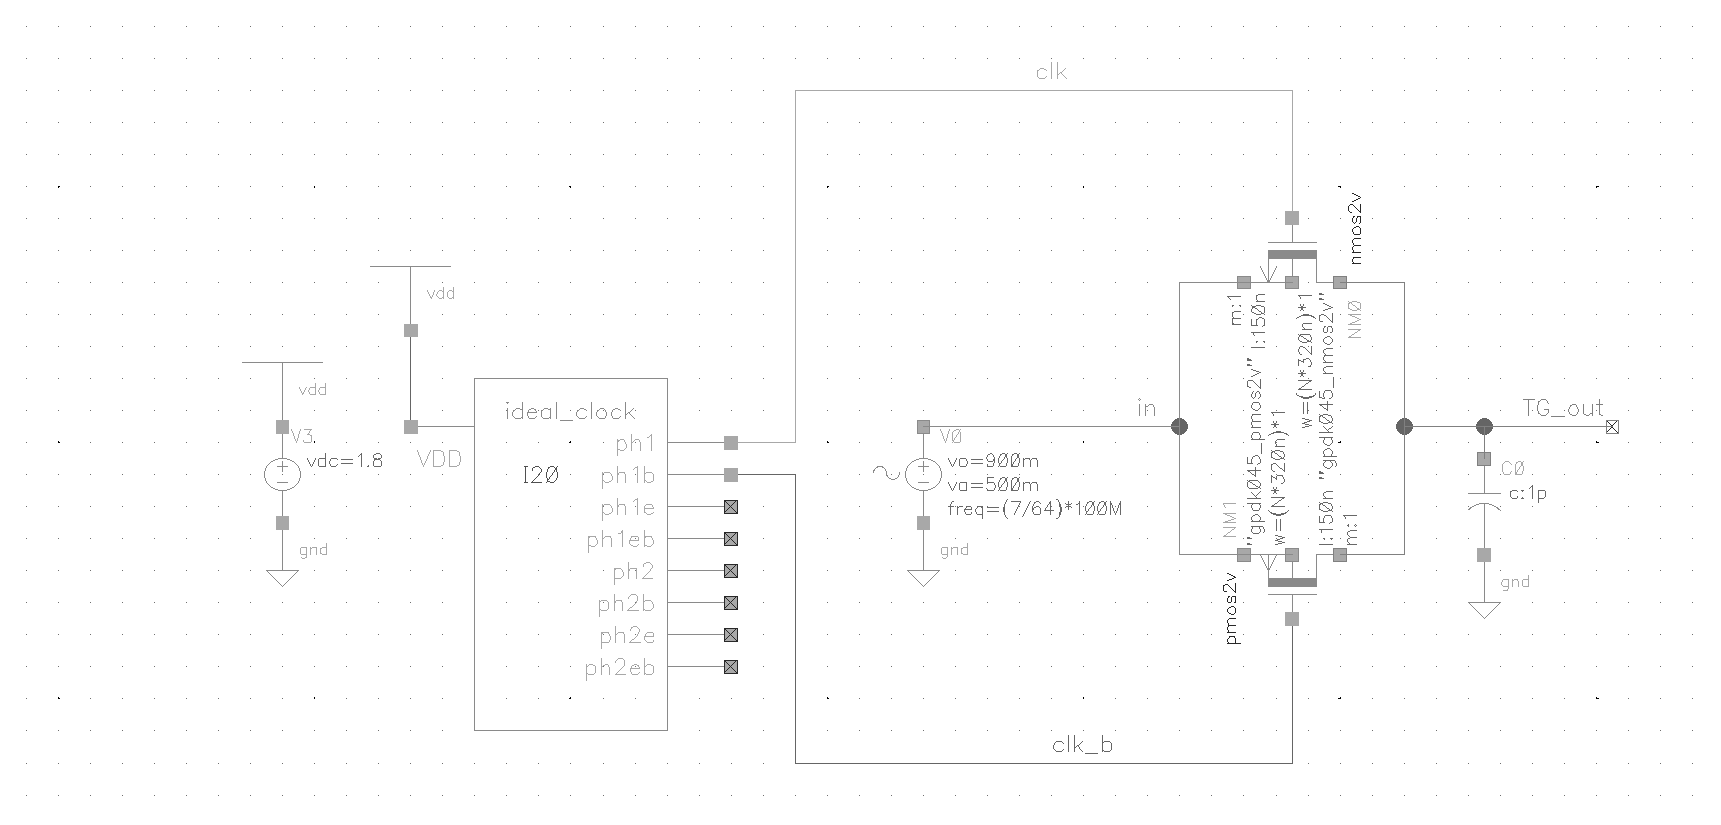 clk
nmos2v
vdd
vdd
V3
vdc=1.8
gnd
ideal_clock
I20
VDD
ph1
ph1b
ph1e
ph1eb
ph2
ph2b
ph2e
ph2eb
V0
vo=900m
va=500m
freq=(7/64)*100M
gnd
in
m:1
l:150n
w=(N*320n)*1
"gpdk045_nmos2v"
NM0
NM1
"gpdk045_pmos2v"
w=(N*320n)*1
l:150n
m:1
pmos2v
TG_out
C0
c:1p
gnd
clk_b